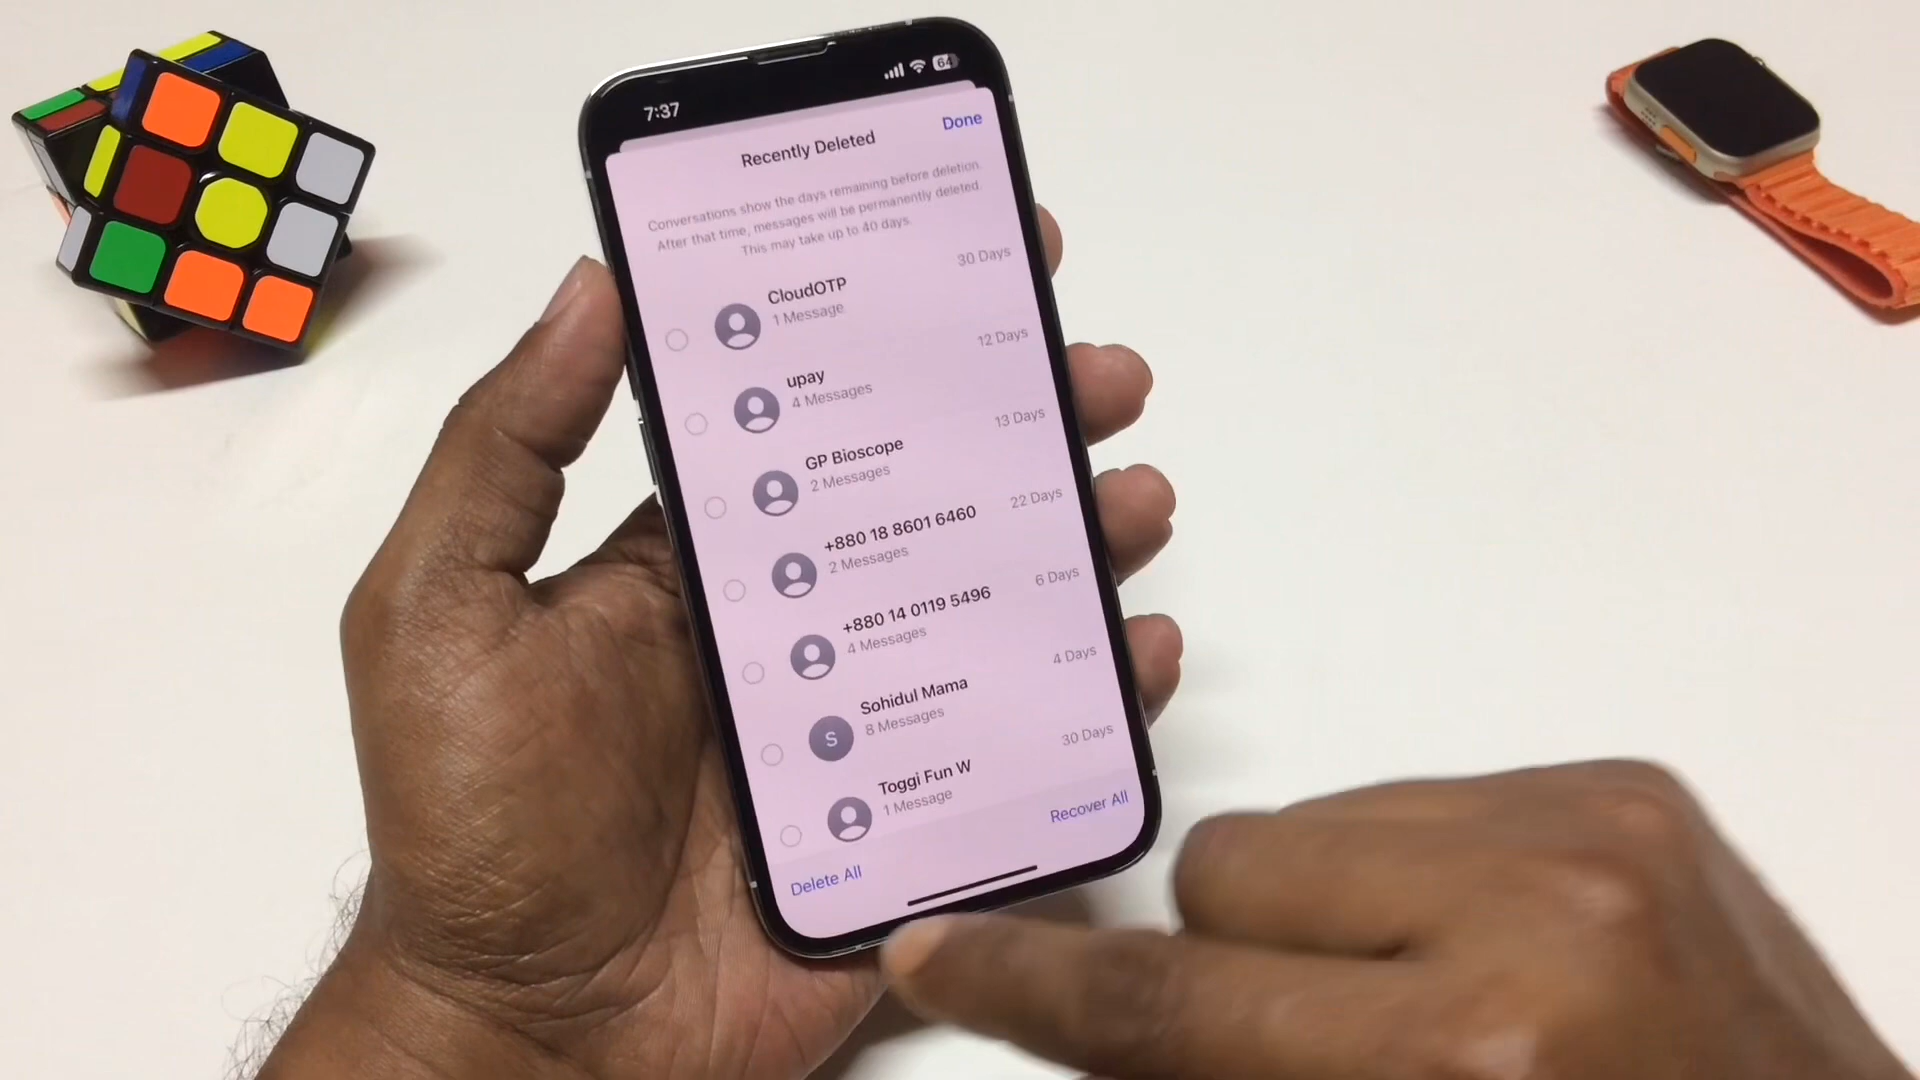 7:37
64
Recently Deleted
Done
Conversations show the days remaining before deletion.
After that time, messages will be permanently deleted.
This may take up to 40 days.
CloudOTP
30 Days
1 Message
upay
12 Days
4 Messages
GP Bioscope
13 Days
2 Messages
+880 18 8601 6460
22 Days
2 Messages
+880 14 0119 5496
6 Days
4 Messages
S
Sohidul Mama
4 Days
8 Messages
Toggi Fun W
30 Days
1 Message
Delete All
Recover All